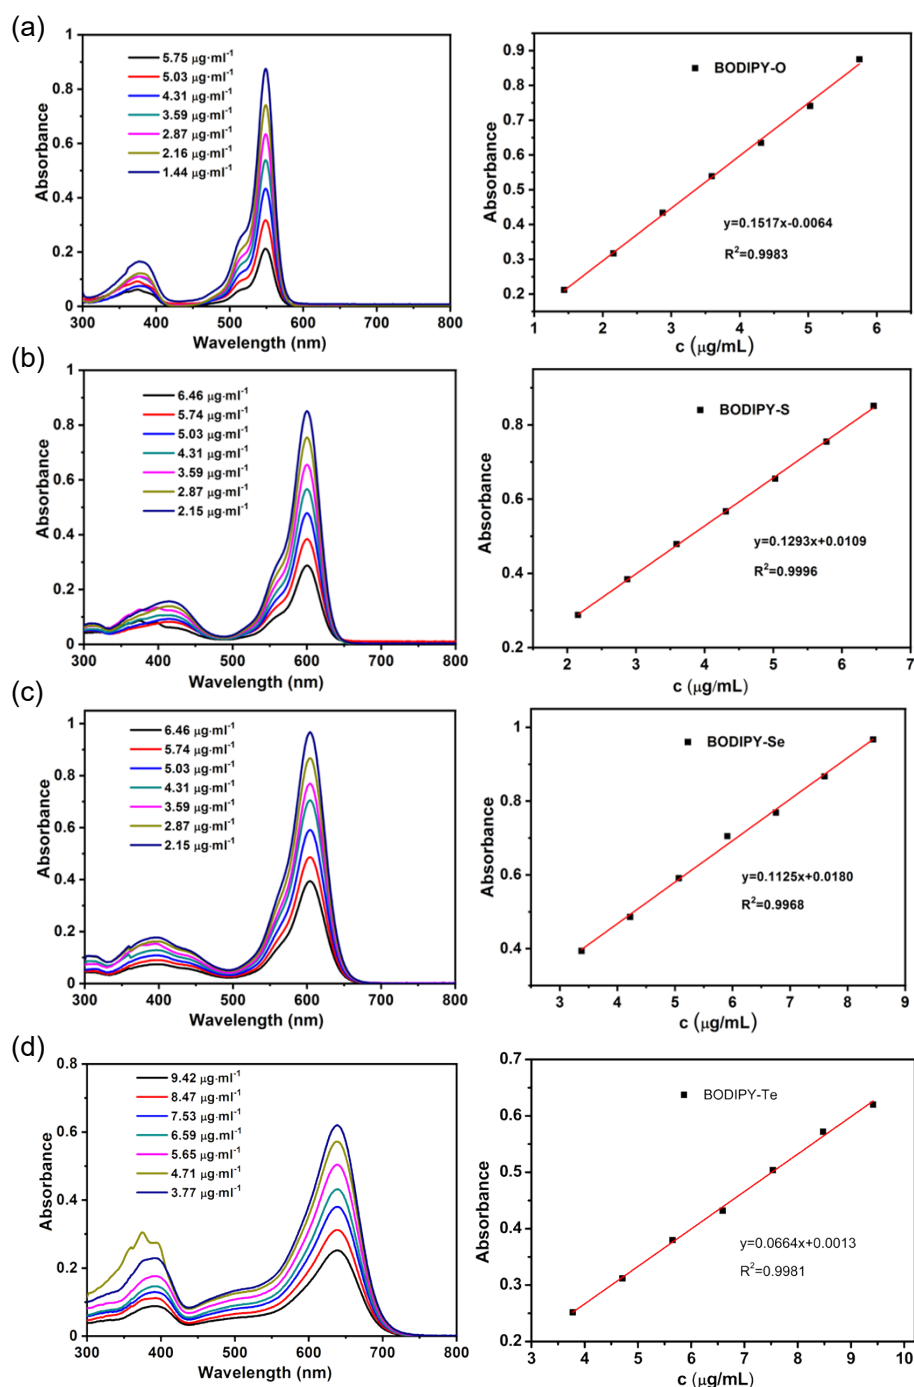 (a)
1
0.8
0.6
0.4
0.2
0
300 400 500 600 700 800
Absorbance
Wavelength (nm)
5.75 μg·ml-1
5.03 μg·ml-1
4.31 μg·ml-1
3.59 μg·ml-1
2.87 μg·ml-1
2.16 μg·ml-1
1.44 μg·ml-1
0.9
0.8
0.7
0.6
0.5
0.4
0.3
0.2
1 2 3 4 5 6
Absorbance
c (μg/mL)
BODIPY-O
y=0.1517x-0.0064
R2=0.9983
(b)
1
0.8
0.6
0.4
0.2
0
300 400 500 600 700 800
Absorbance
Wavelength (nm)
6.46 μg·ml-1
5.74 μg·ml-1
5.03 μg·ml-1
4.31 μg·ml-1
3.59 μg·ml-1
2.87 μg·ml-1
2.15 μg·ml-1
0.8
0.6
0.4
0.2
2 3 4 5 6 7
Absorbance
c (μg/mL)
BODIPY-S
y=0.1293x+0.0109
R2=0.9996
(c)
1
0.8
0.6
0.4
0.2
0
300 400 500 600 700 800
Absorbance
Wavelength (nm)
6.46 μg·ml-1
5.74 μg·ml-1
5.03 μg·ml-1
4.31 μg·ml-1
3.59 μg·ml-1
2.87 μg·ml-1
2.15 μg·ml-1
1
0.8
0.6
0.4
3 4 5 6 7 8 9
Absorbance
c (μg/mL)
BODIPY-Se
y=0.1125x+0.0180
R2=0.9968
(d)
0.8
0.6
0.4
0.2
0
300 400 500 600 700 800
Absorbance
Wavelength (nm)
9.42 μg·ml-1
8.47 μg·ml-1
7.53 μg·ml-1
6.59 μg·ml-1
5.65 μg·ml-1
4.71 μg·ml-1
3.77 μg·ml-1
0.7
0.6
0.5
0.4
0.3
0.2
3 4 5 6 7 8 9 10
Absorbance
c (μg/mL)
BODIPY-Te
y=0.0664x+0.0013
R2=0.9981